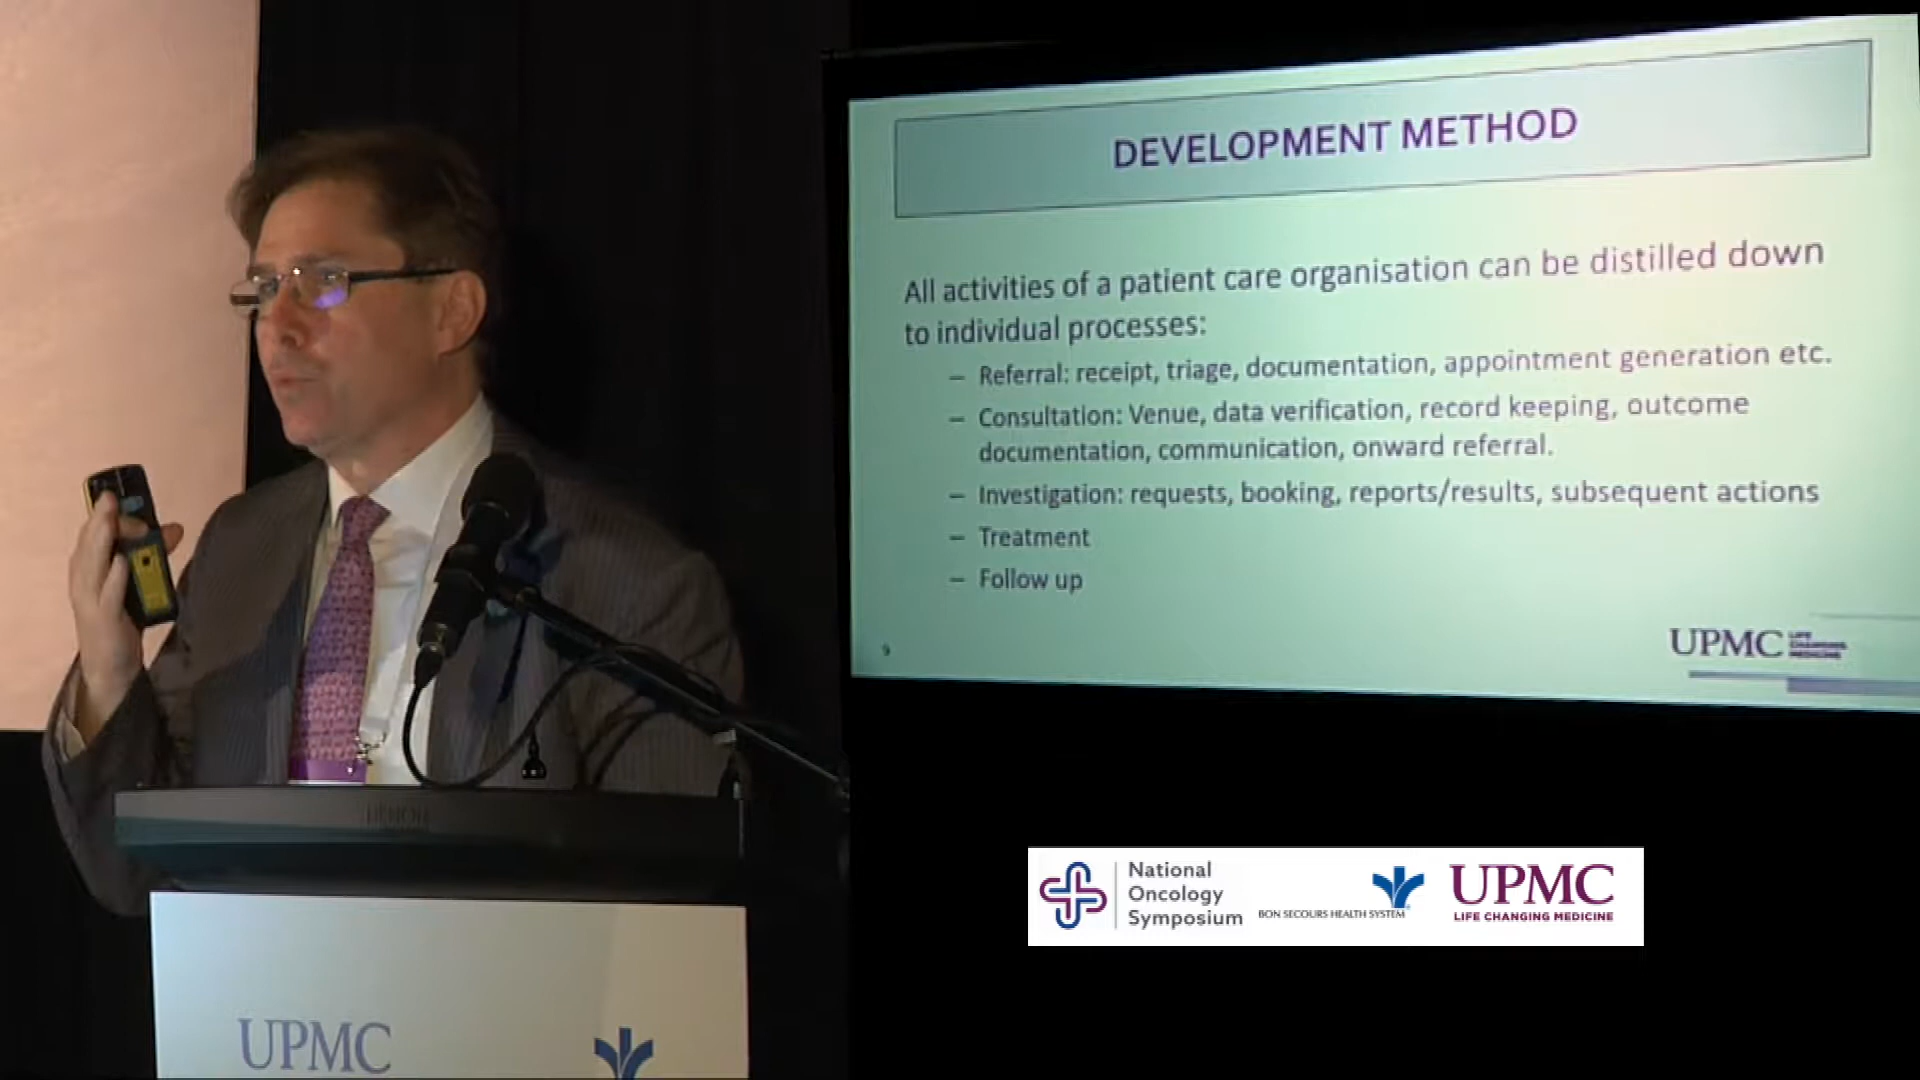 DEVELOPMENT METHOD
All activities of a patient care organisation can be distilled down
to individual processes:
– Referral: receipt, triage, documentation, appointment generation etc.
– Consultation: Venue, data verification, record keeping, outcome
documentation, communication, onward referral.
– Investigation: requests, booking, reports/results, subsequent actions
– Treatment
– Follow up
9
UPMC LIFE
CHANGING
MEDICINE
National
Oncology
Symposium
BON SECOURS HEALTH SYSTEM
UPMC
LIFE CHANGING MEDICINE
UPMC